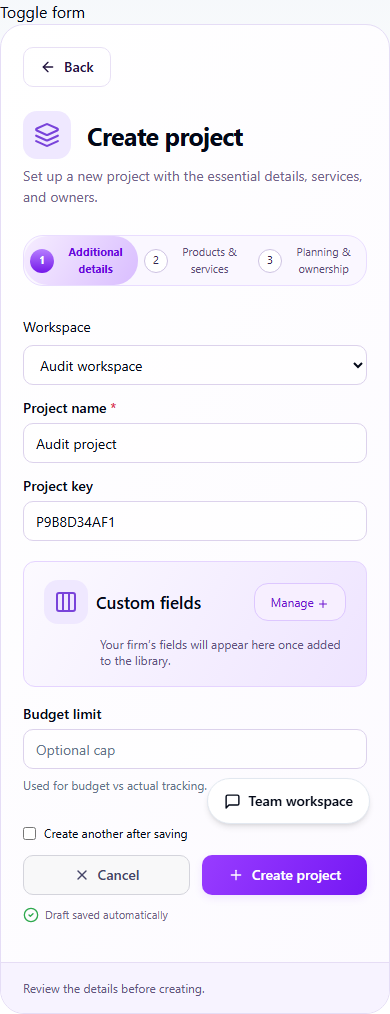 Toggle form
Back
Create project
Set up a new project with the essential details, services,
and owners.
1
Additional
details
2
Products &
services
3
Planning &
ownership
Workspace
Audit workspace
Project name *
Audit project
Project key
P9B8D34AF1
Custom fields
Manage +
Your firm's fields will appear here once added
to the library.
Budget limit
Optional cap
Used for budget vs actual tracking.
Team workspace
Create another after saving
Cancel
Create project
Draft saved automatically
Review the details before creating.